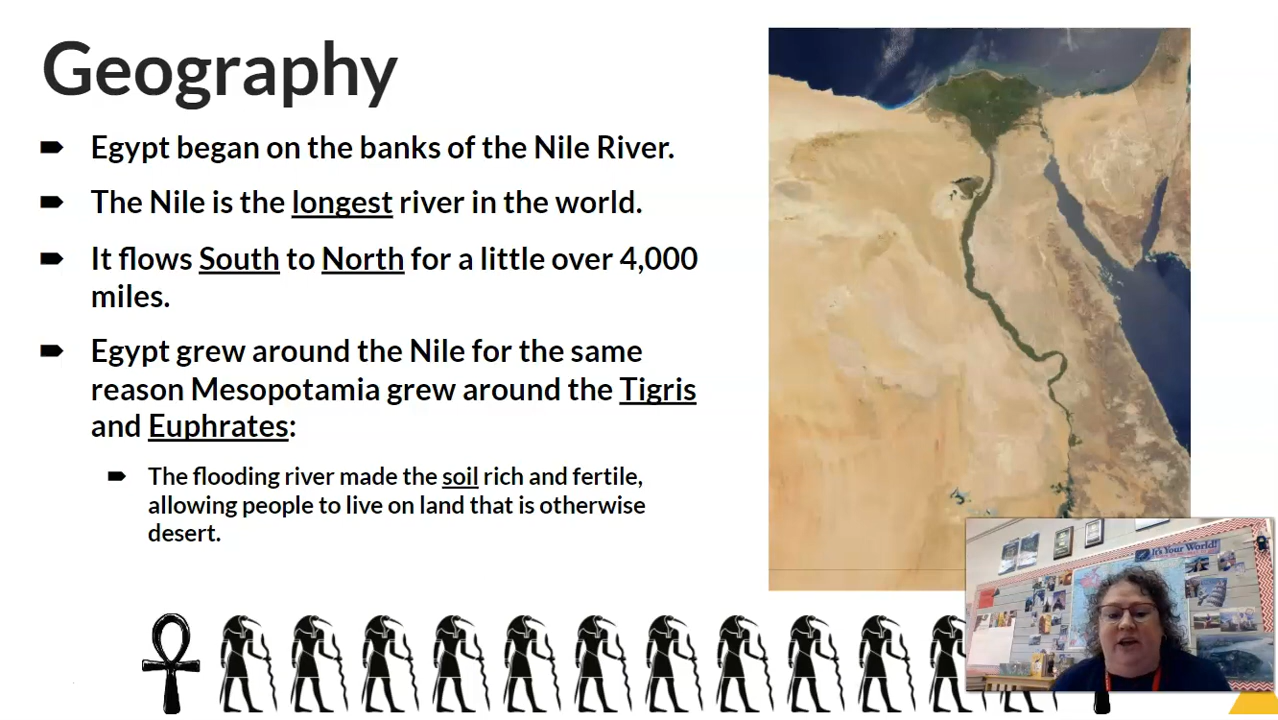 Geography
Egypt began on the banks of the Nile River.
The Nile is the longest river in the world.
It flows South to North for a little over 4,000
miles.
Egypt grew around the Nile for the same
reason Mesopotamia grew around the Tigris
and Euphrates:
The flooding river made the soil rich and fertile,
allowing people to live on land that is otherwise
desert.
It's Your World!